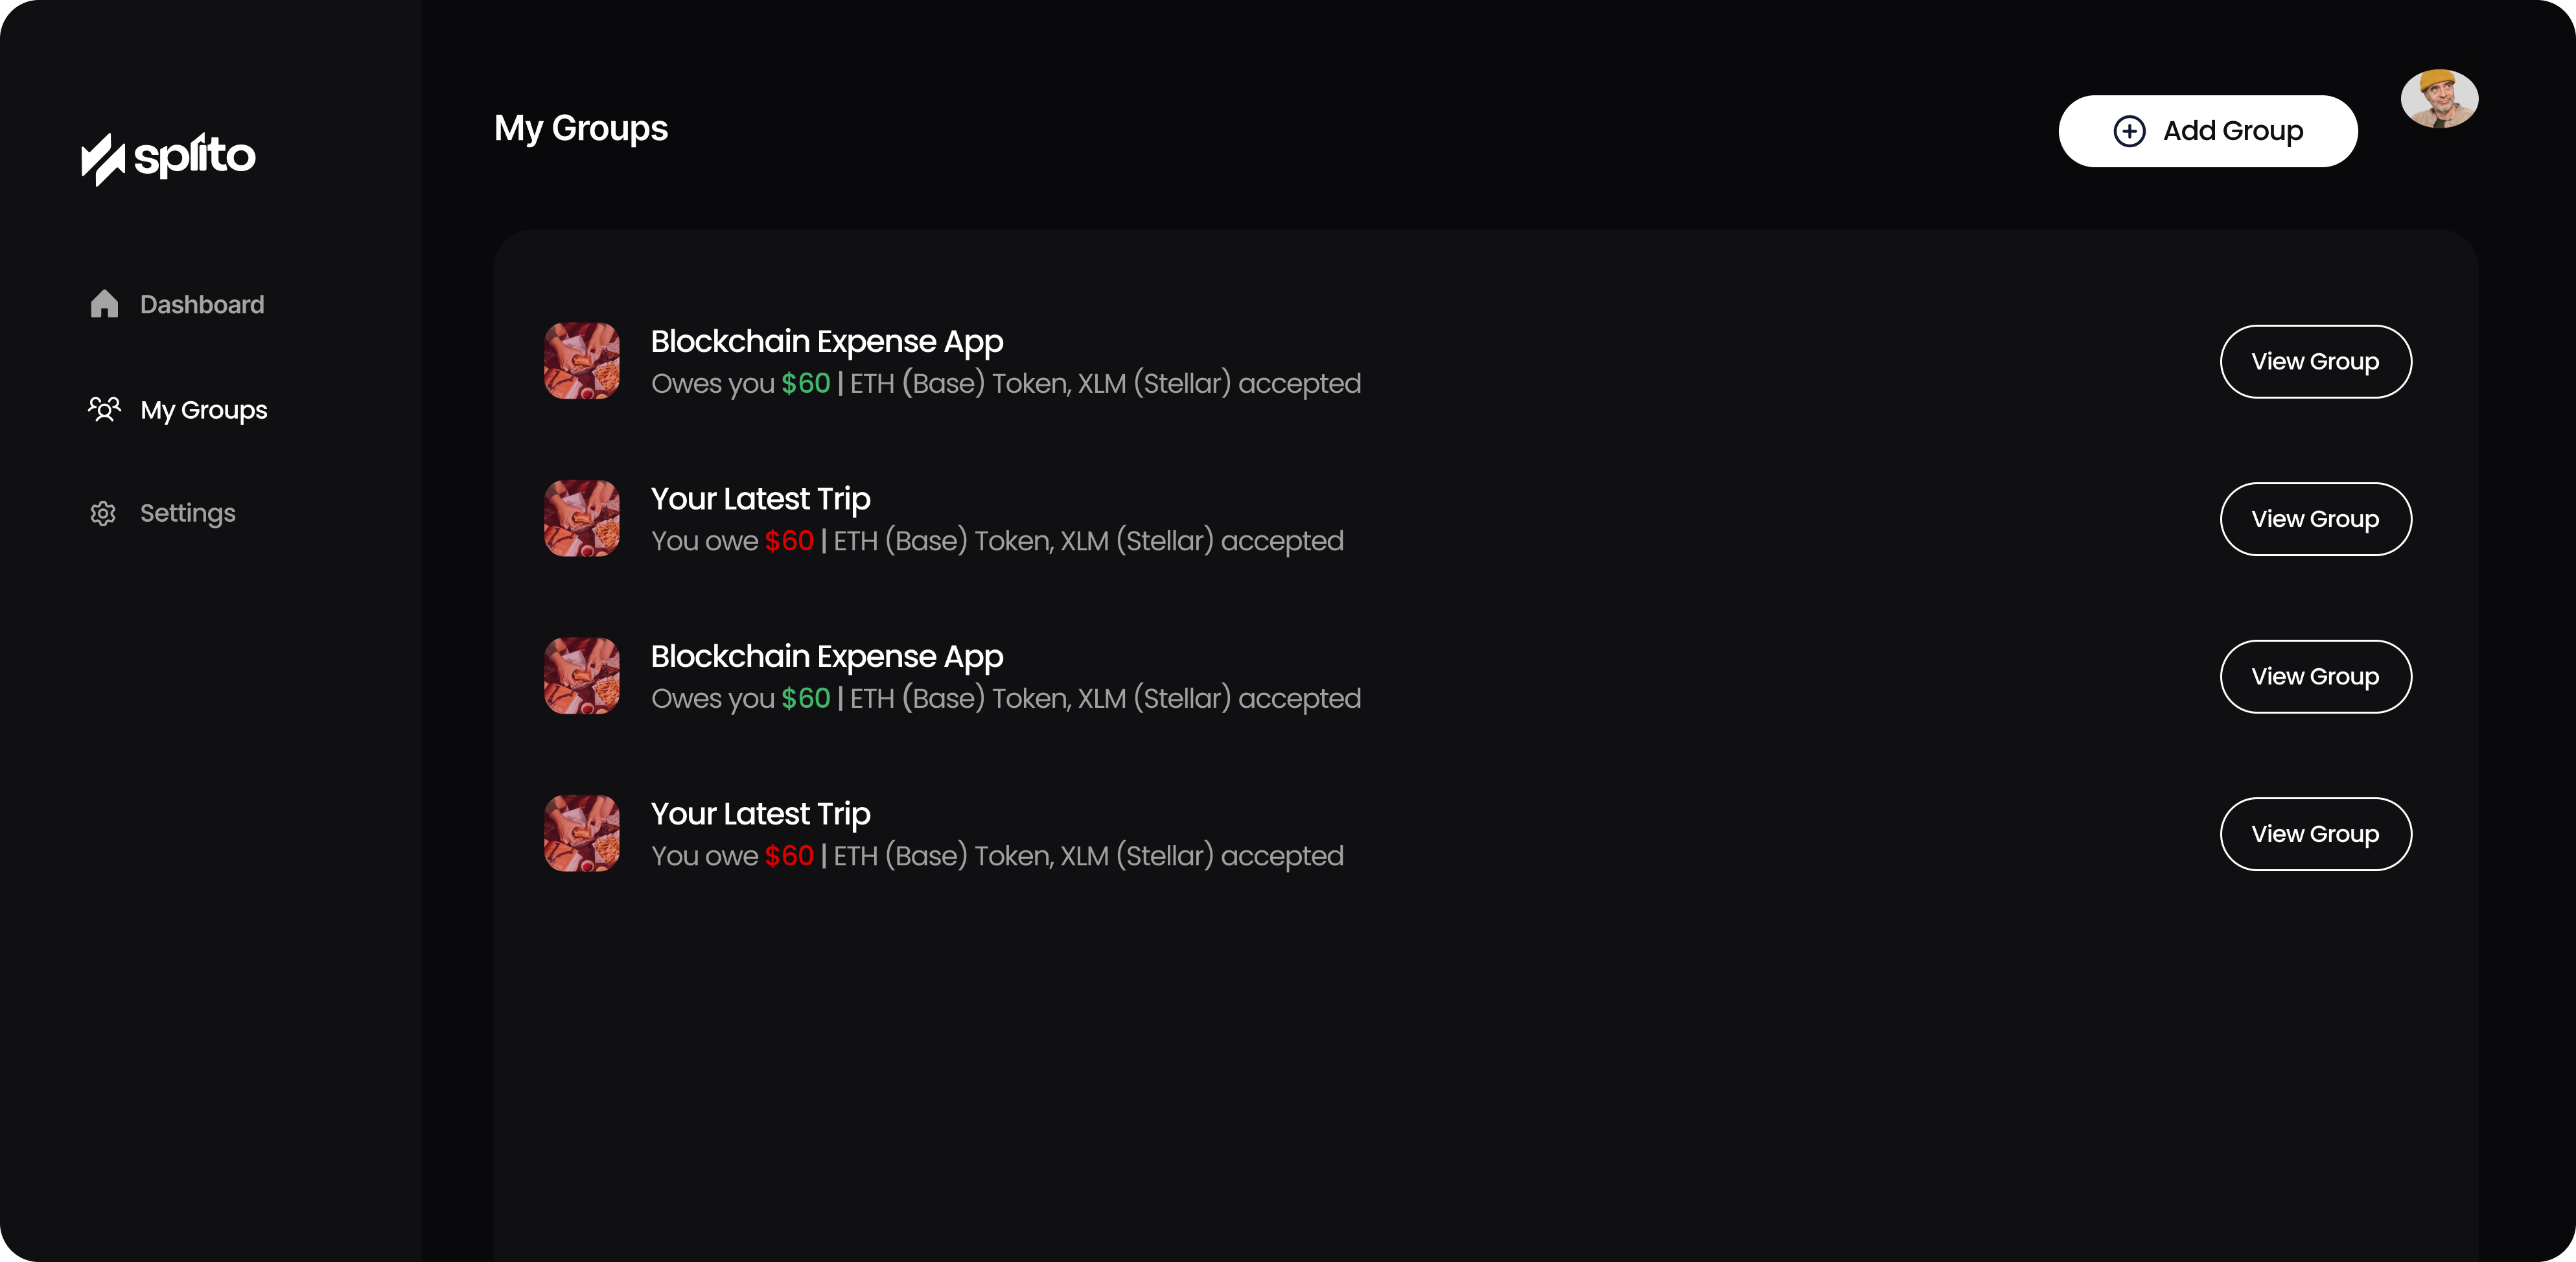 splito
My Groups
Add Group
Dashboard
My Groups
Settings
Blockchain Expense App
Owes you $60 | ETH (Base) Token, XLM (Stellar) accepted
View Group
Your Latest Trip
You owe $60 | ETH (Base) Token, XLM (Stellar) accepted
View Group
Blockchain Expense App
Owes you $60 | ETH (Base) Token, XLM (Stellar) accepted
View Group
Your Latest Trip
You owe $60 | ETH (Base) Token, XLM (Stellar) accepted
View Group